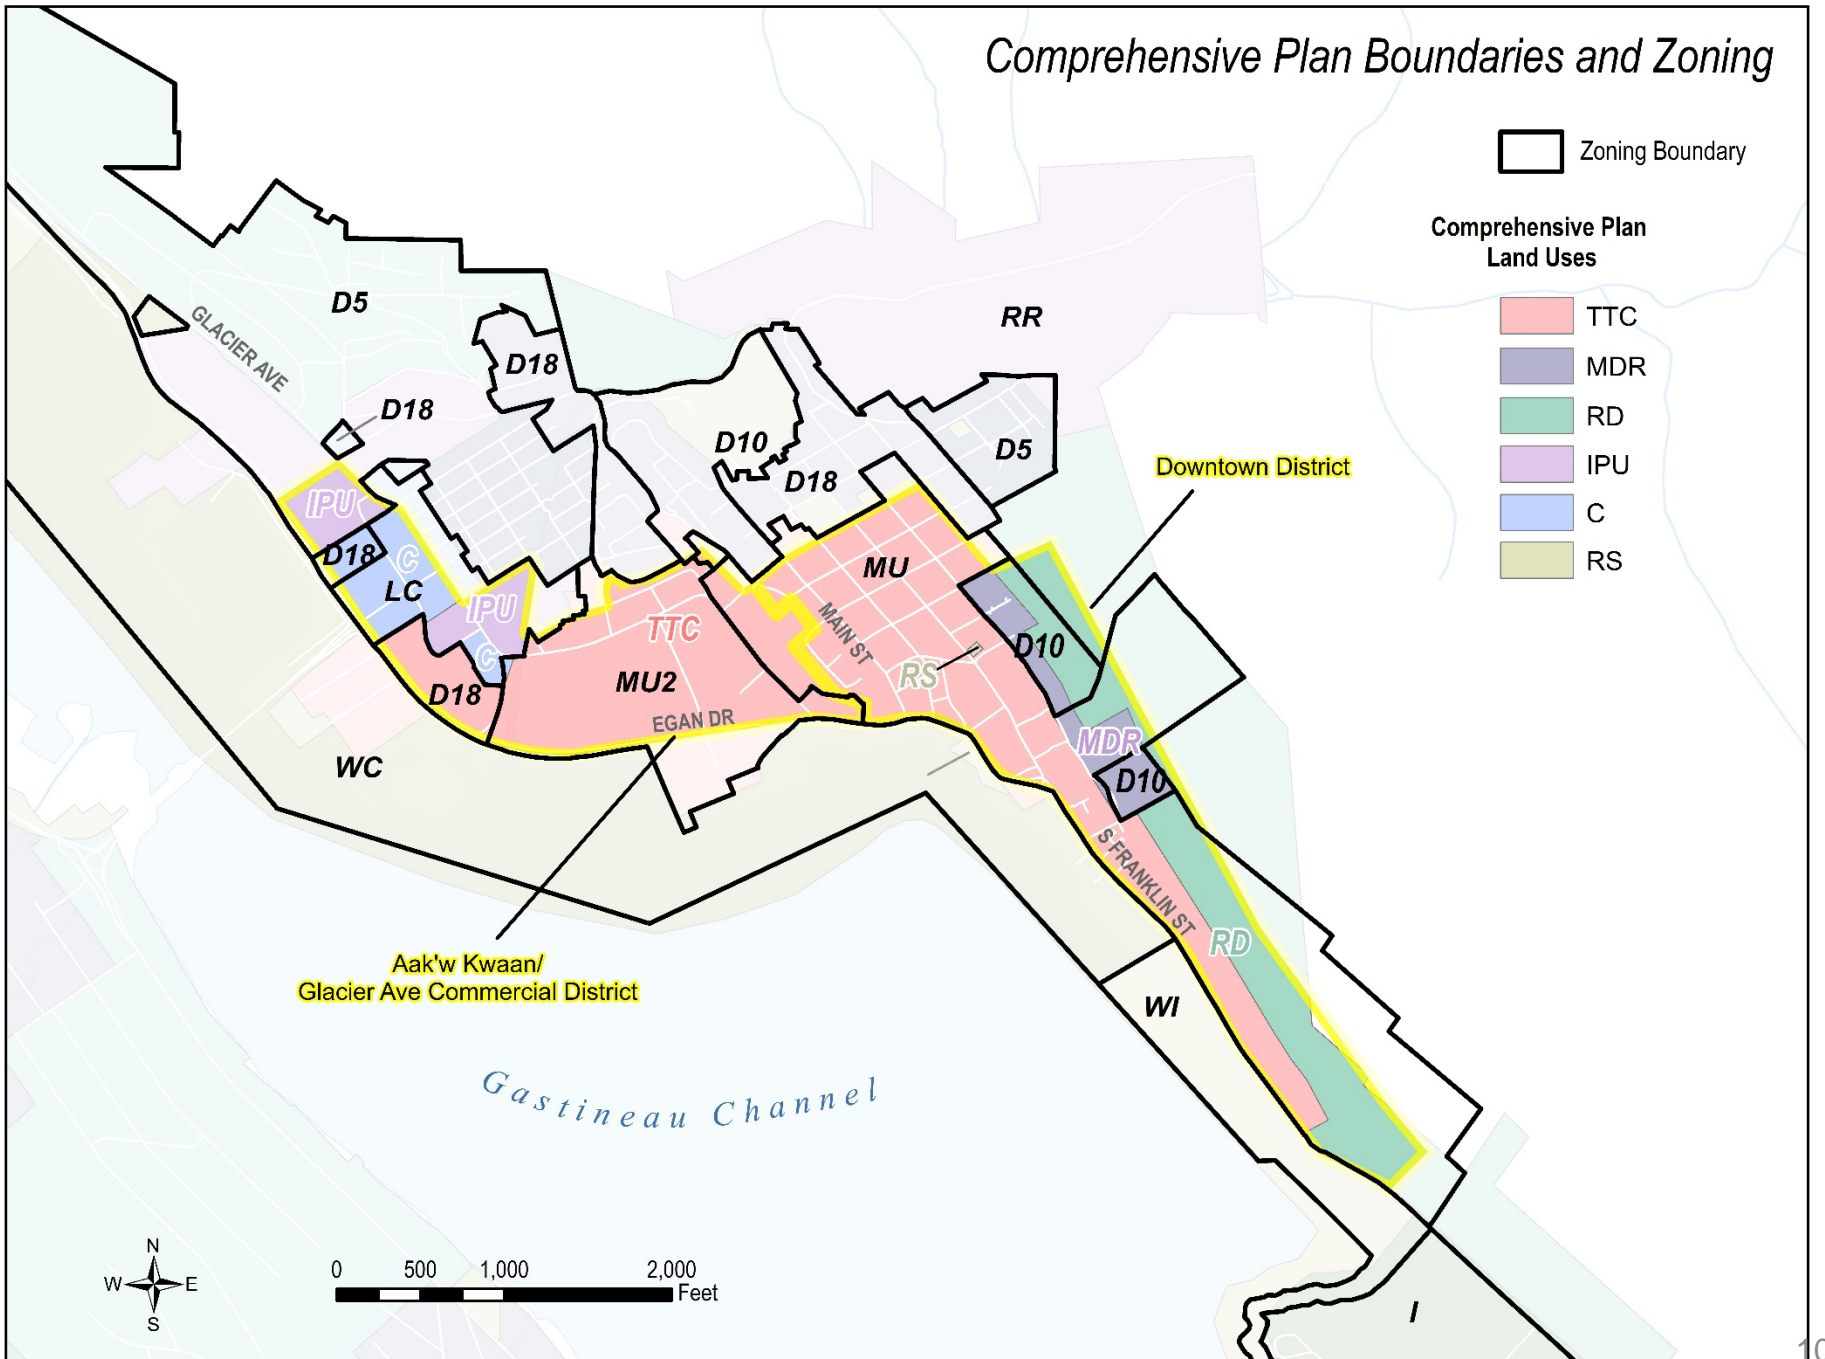 Comprehensive Plan Boundaries and Zoning
Zoning Boundary
Comprehensive Plan
Land Uses
TTC
MDR
RD
IPU
C
RS
D5
RR
GLACIER AVE
D18
D18
D10
D18
D5
Downtown District
IPU
D18
C
LC
IPU
C
D18
TTC
MU2
EGAN DR
MU
MAIN ST
RS
D10
MDR
D10
WC
S FRANKLIN ST
RD
Aak'w Kwaan/
Glacier Ave Commercial District
WI
Gastineau Channel
N
W E
S
0 500 1,000 2,000
Feet
I
10